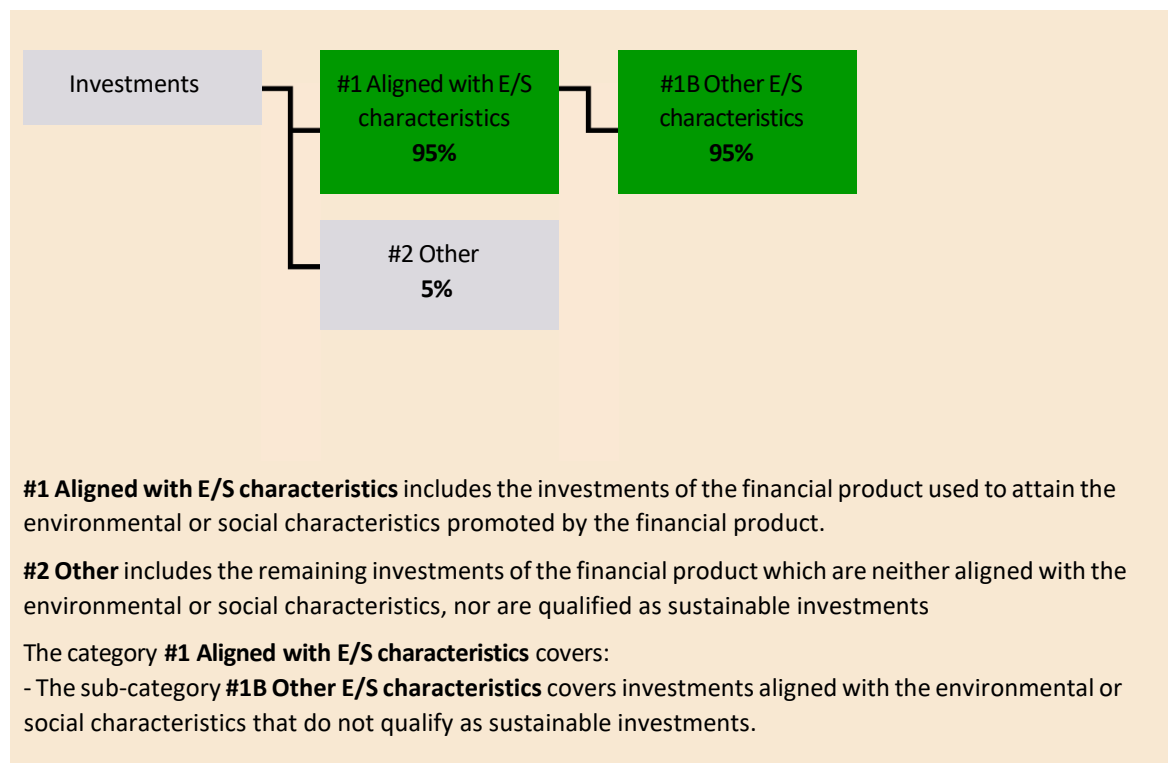 Investments
#1 Aligned with E/S
characteristics
95%
#1B Other E/S
characteristics
95%
#2 Other
5%
#1 Aligned with E/S characteristics includes the investments of the financial product used to attain the
environmental or social characteristics promoted by the financial product.
#2 Other includes the remaining investments of the financial product which are neither aligned with the
environmental or social characteristics, nor are qualified as sustainable investments
The category #1 Aligned with E/S characteristics covers:
- The sub-category #1B Other E/S characteristics covers investments aligned with the environmental or
social characteristics that do not qualify as sustainable investments.